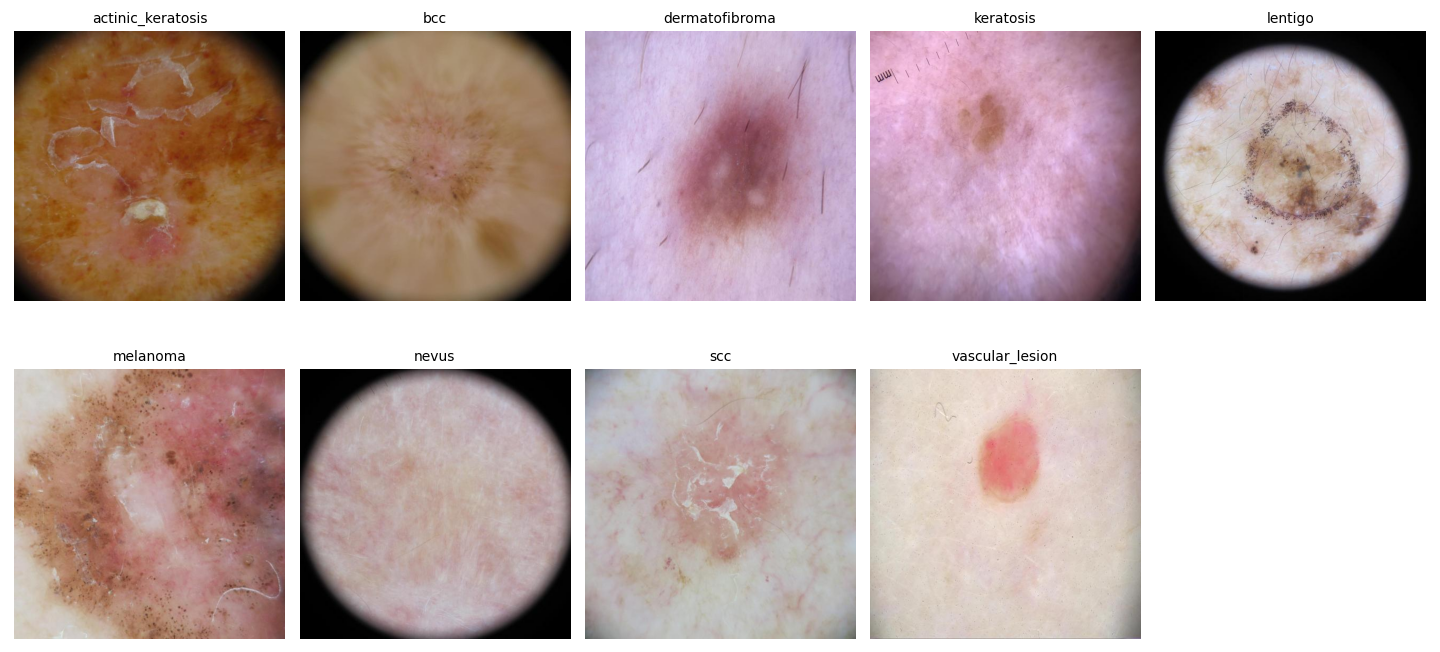 actinic_keratosis
bcc
dermatofibroma
keratosis
lentigo
melanoma
nevus
scc
vascular_lesion